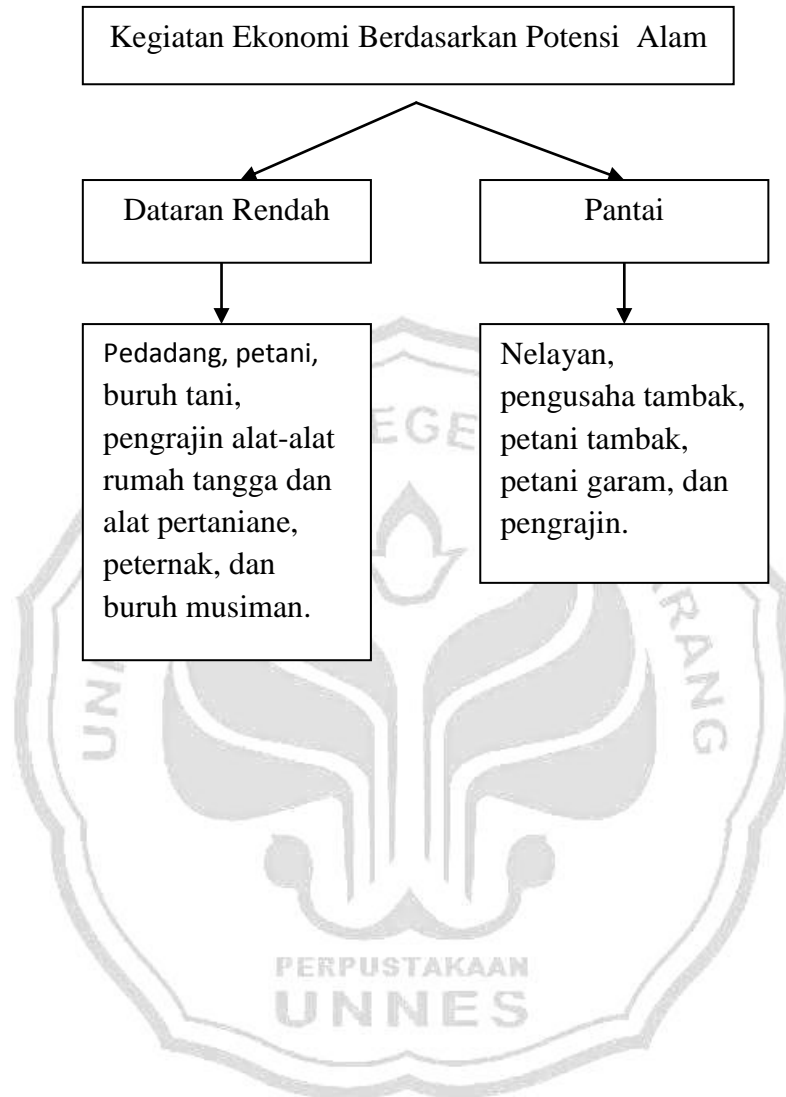 Kegiatan Ekonomi Berdasarkan Potensi Alam
Dataran Rendah
Pantai
Pedadang, petani,
buruh tani,
pengrajin alat-alat
rumah tangga dan
alat pertaniane,
peternak, dan
buruh musiman.
Nelayan,
pengusaha tambak,
petani tambak,
petani garam, dan
pengrajin.
PERPUSTAKAAN
UNNES